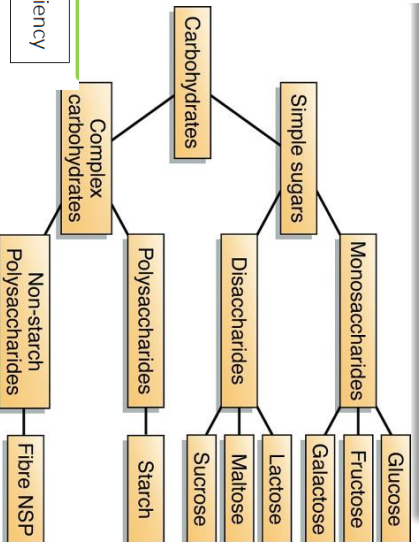 iency
Carbohydrates
Simple sugars
Complex
carbohydrates
Monosaccharides
Disaccharides
Polysaccharides
Non-starch
Polysaccharides
Glucose
Fructose
Galactose
Lactose
Maltose
Sucrose
Starch
Fibre NSP